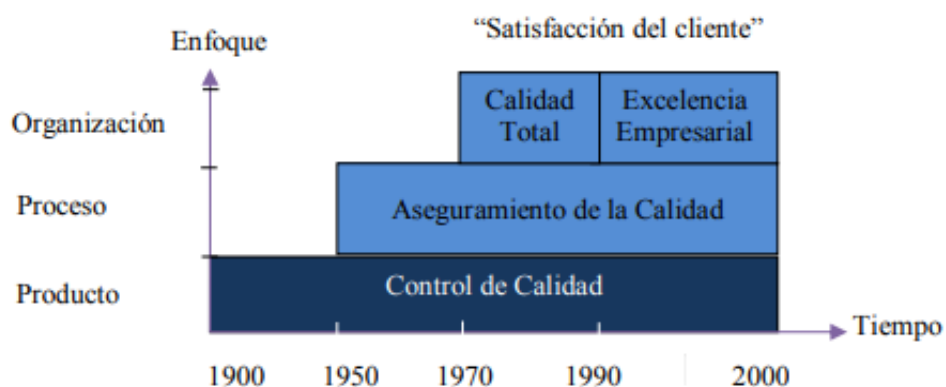 “Satisfacción del cliente”
Enfoque
Organización
Calidad
Total
Excelencia
Empresarial
Proceso
Aseguramiento de la Calidad
Producto
Control de Calidad
Tiempo
1900 1950 1970 1990 2000